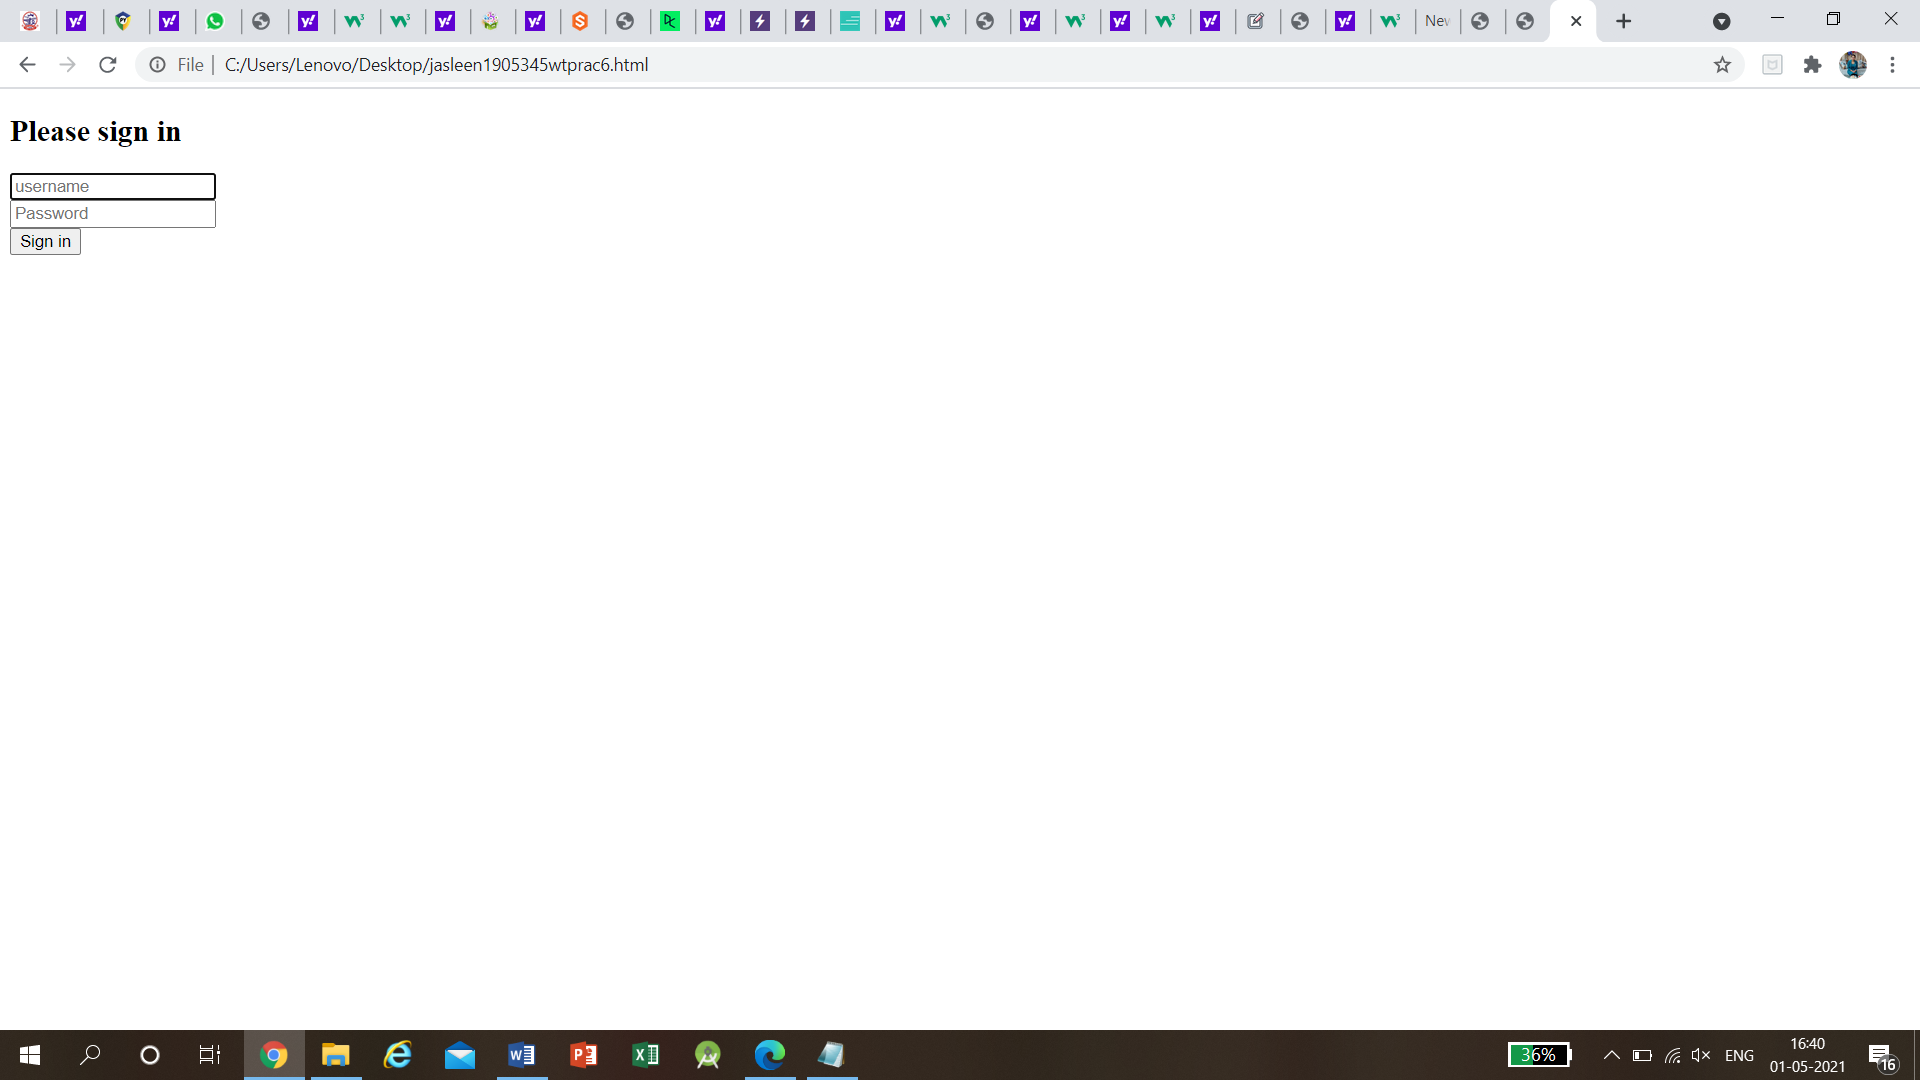 New
File
C:/Users/Lenovo/Desktop/jasleen1905345wtprac6.html
Please sign in
username
Password
Sign in
36%
ENG
16:40
01-05-2021
16